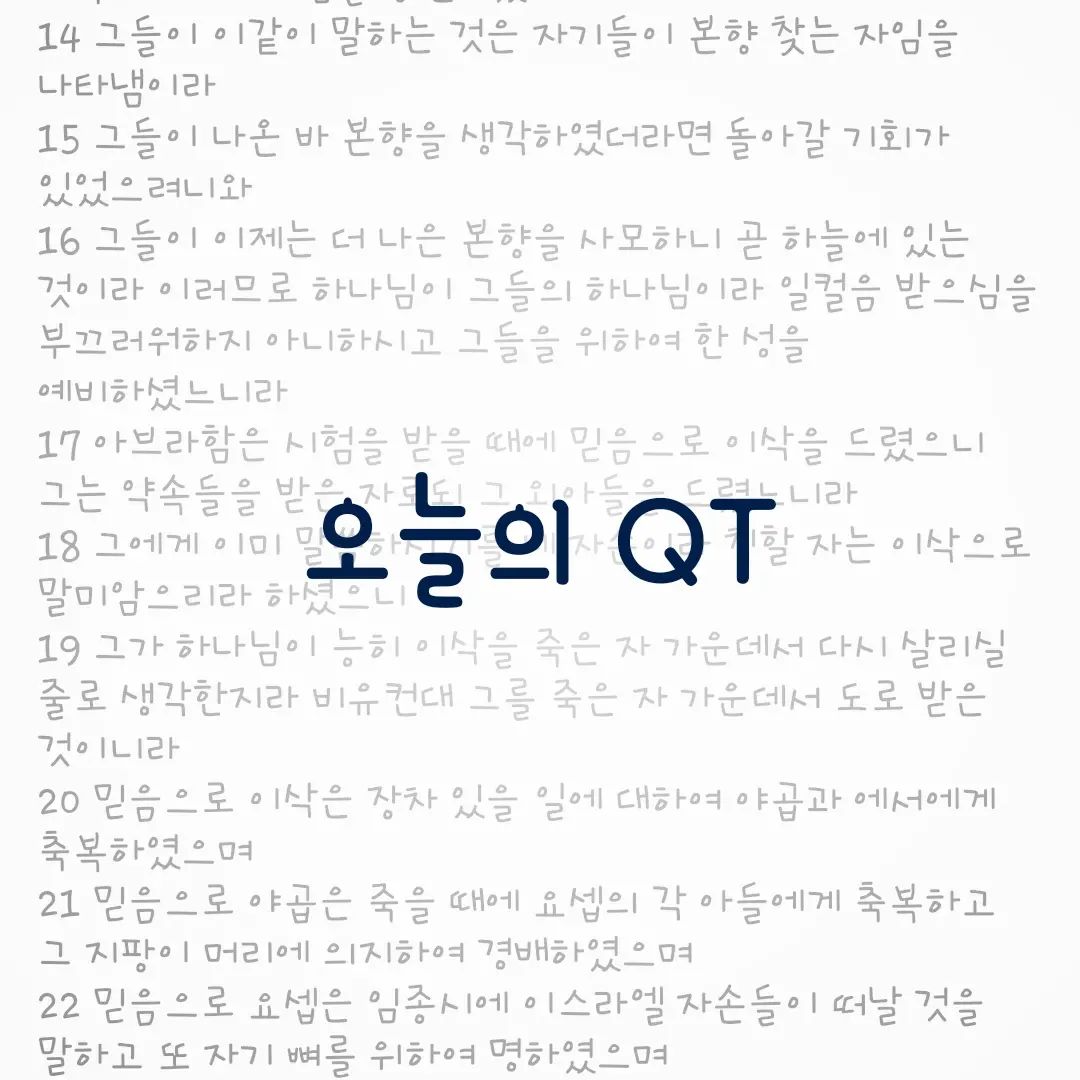 14 그들이 이같이 말하는 것은 자기들이 본향 찾는 자임을
나타냄이라
15 그들이 나온 바 본향을 생각하였더라면 돌아갈 기회가
있었으려니와
16 그들이 이제는 더 나은 본향을 사모하니 곧 하늘에 있는
것이라 이러므로 하나님이 그들의 하나님이라 일컬음 받으심을
부끄러워하지 아니하시고 그들을 위하여 한 성을
예비하셨느니라
17 아브라함은 시험을 받을 때에 믿음으로 이삭을 드렸으니
그는 약속들을 받은 자로되 그 외아들을 드렸느니라
오늘의 QT
18 그에게 이미 네 자손이라 칭할 자는 이삭으로
말미암으리라 하셨으니
19 그가 하나님이 능히 이삭을 죽은 자 가운데서 다시 살리실
줄로 생각한지라 비유컨대 그를 죽은 자 가운데서 도로 받은
것이니라
20 믿음으로 이삭은 장차 있을 일에 대하여 야곱과 에서에게
축복하였으며
21 믿음으로 야곱은 죽을 때에 요셉의 각 아들에게 축복하고
그 지팡이 머리에 의지하여 경배하였으며
22 믿음으로 요셉은 임종시에 이스라엘 자손들이 떠날 것을
말하고 또 자기 뼈를 위하여 명하였으며